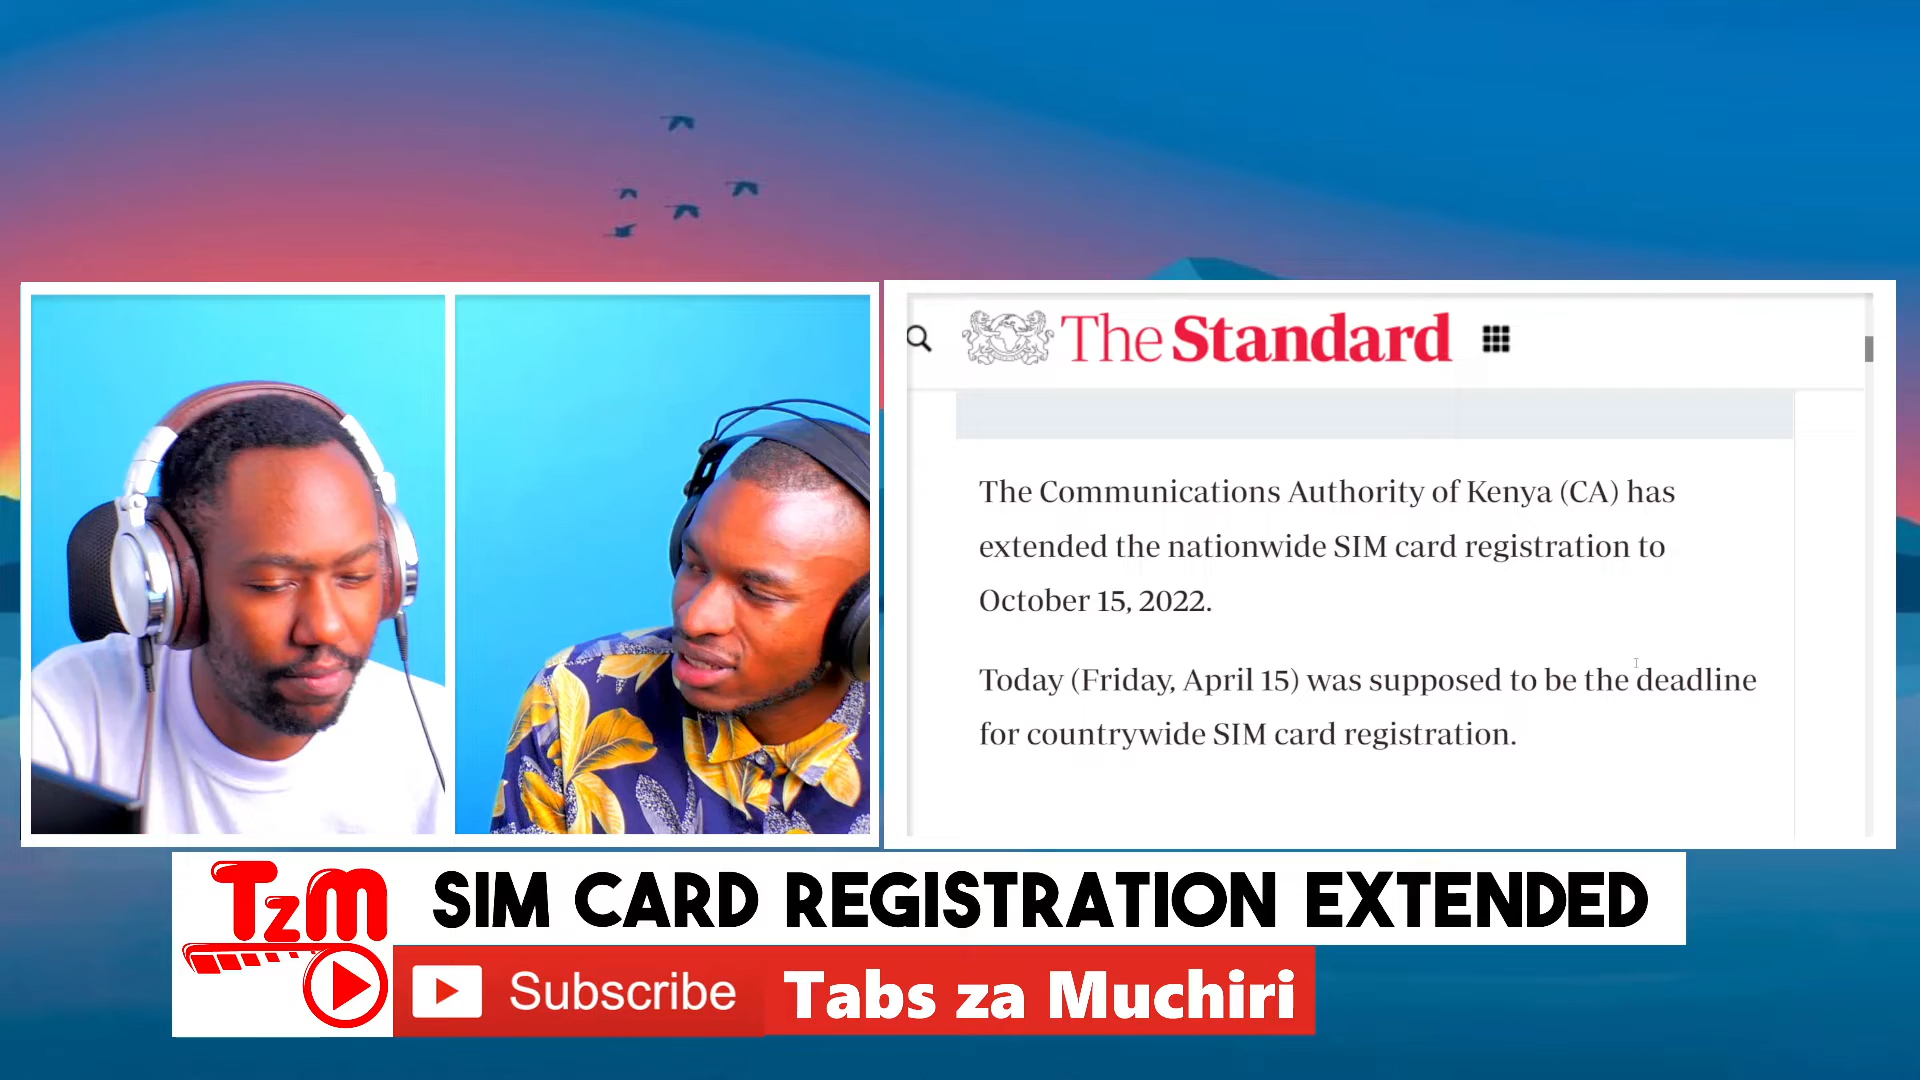 The Standard
The Communications Authority of Kenya (CA) has
extended the nationwide SIM card registration to
October 15, 2022.
Today (Friday, April 15) was supposed to be the deadline
for countrywide SIM card registration.
TzM
SIM CARD REGISTRATION EXTENDED
Subscribe
Tabs za Muchiri